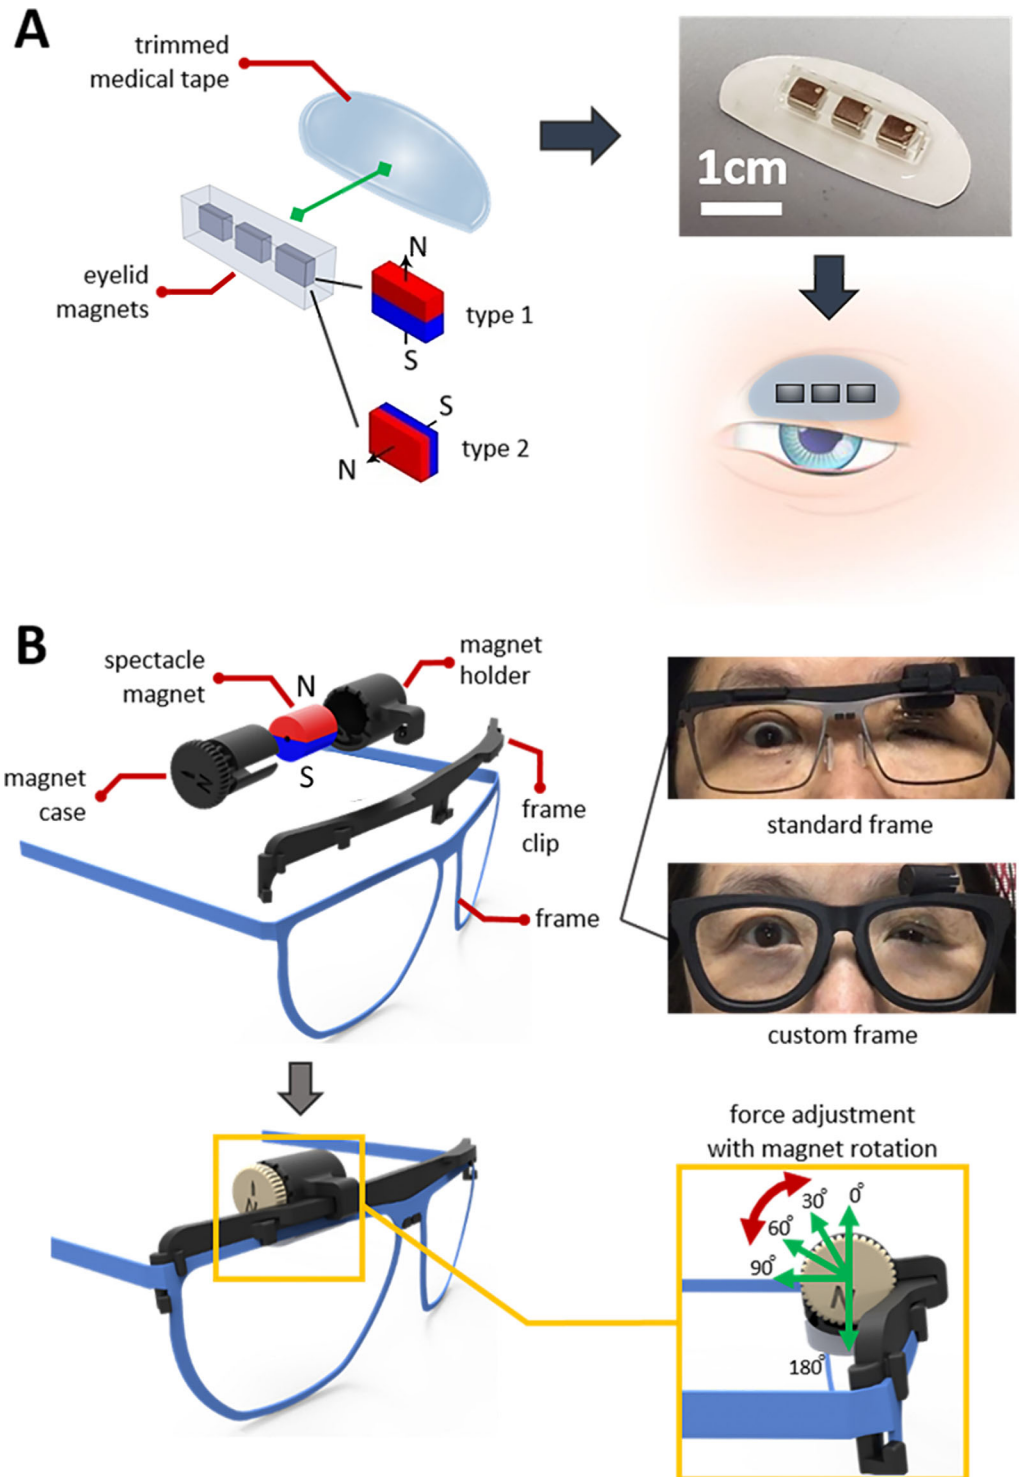 A
trimmed
medical tape
1cm
eyelid
magnets
N
type 1
S
S
type 2
N
B
spectacle
magnet
N
magnet
holder
S
magnet
case
N
frame
clip
frame
standard frame
custom frame
N
force adjustment
with magnet rotation
0°
30°
60°
90°
N
180°